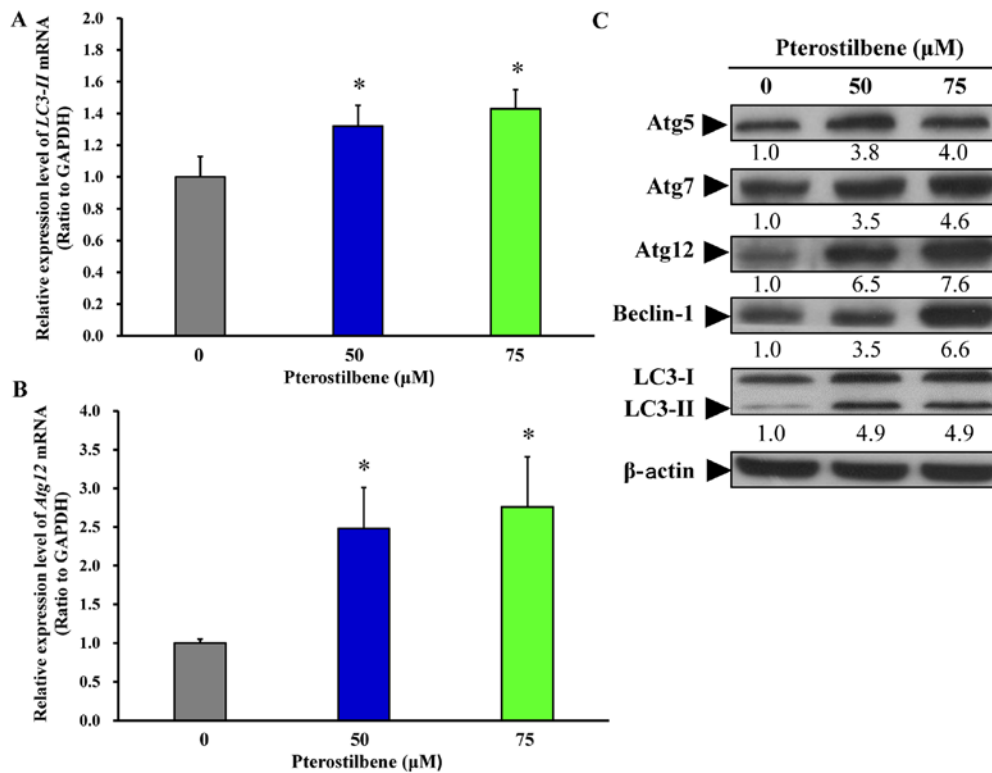 A
Relative expression level of LC3-II mRNA
(Ratio to GAPDH)
2.0
1.8
1.6
1.4
1.2
1.0
0.8
0.6
0.4
0.2
0.0
*
*
0 50 75
Pterostilbene (μM)
B
Relative expression level of Atg12 mRNA
(Ratio to GAPDH)
4.0
3.5
3.0
2.5
2.0
1.5
1.0
0.5
0.0
*
*
0 50 75
Pterostilbene (μM)
C
Pterostilbene (μM)
0 50 75
Atg5
1.0 3.8 4.0
Atg7
1.0 3.5 4.6
Atg12
1.0 6.5 7.6
Beclin-1
1.0 3.5 6.6
LC3-I
LC3-II
1.0 4.9 4.9
β-actin